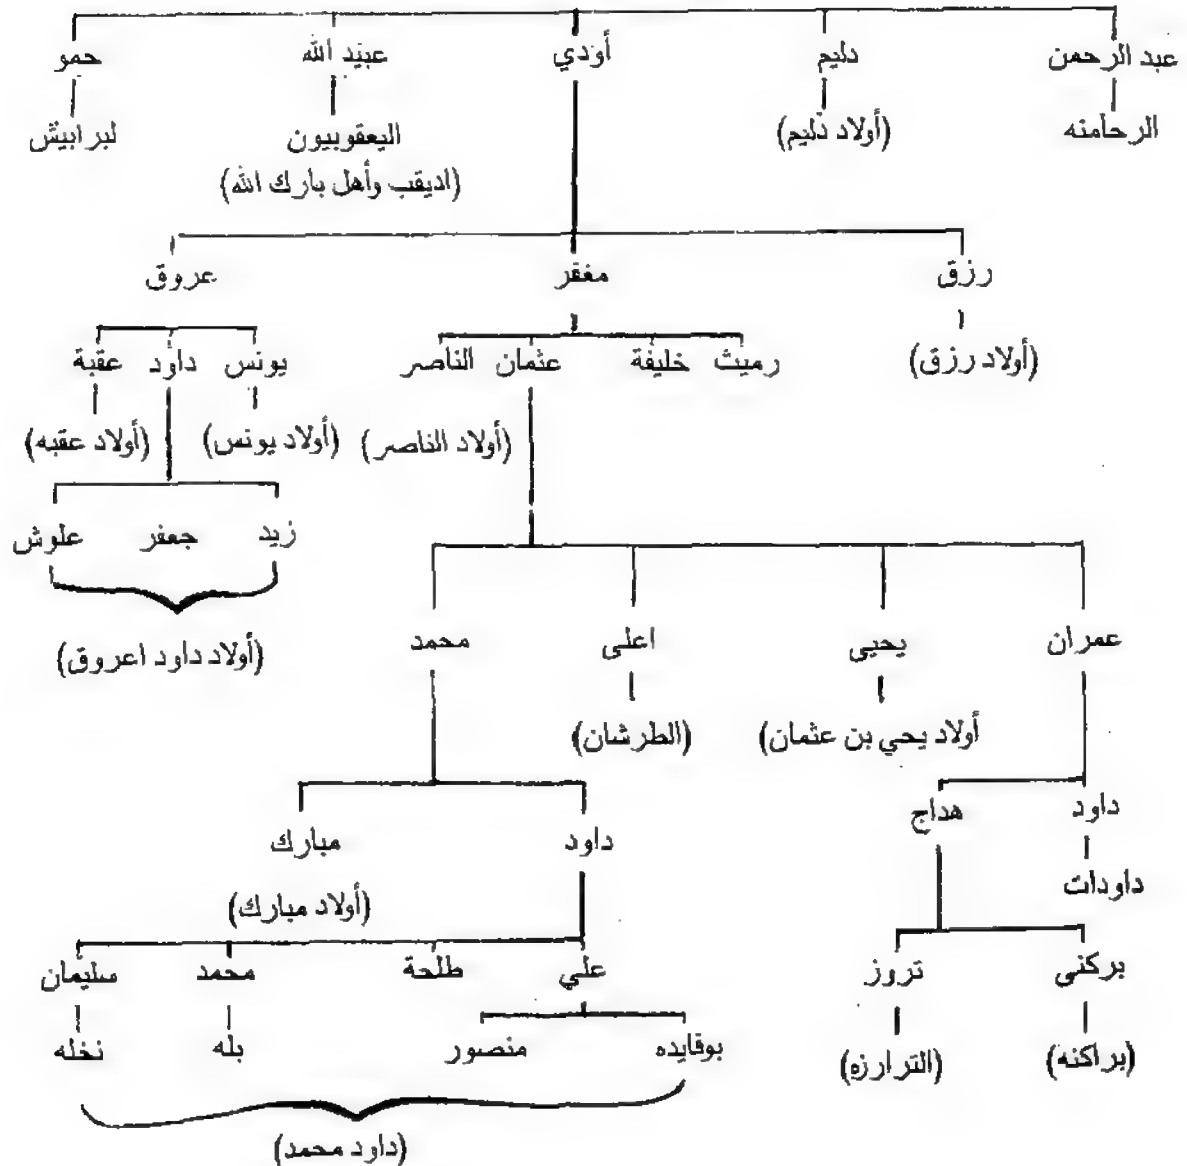 عبد الرحمن دليم أودي عبيد الله حمو
الرحامنه (أولاد دليم) اليعقوبيون لبرابيش
(اديقب وأهل بارك الله)
رزق مغفر عروق
(أولاد رزق) رميث خليفة عثمان الناصر يونس داود عقبة
(أولاد الناصر) (أولاد يونس) (أولاد عقبه)
زيد جعفر علوش
عمران يحيى اعلى محمد (أولاد داود اعروق)
أولاد يحي بن عثمان) (الطرشان)
داود هداج داود مبارك
داودات (أولاد مبارك)
بركني تروز علي طلحة محمد سليمان
(براكنه) (الترارزه) بوفايده منصور بله نخله
(داود محمد)